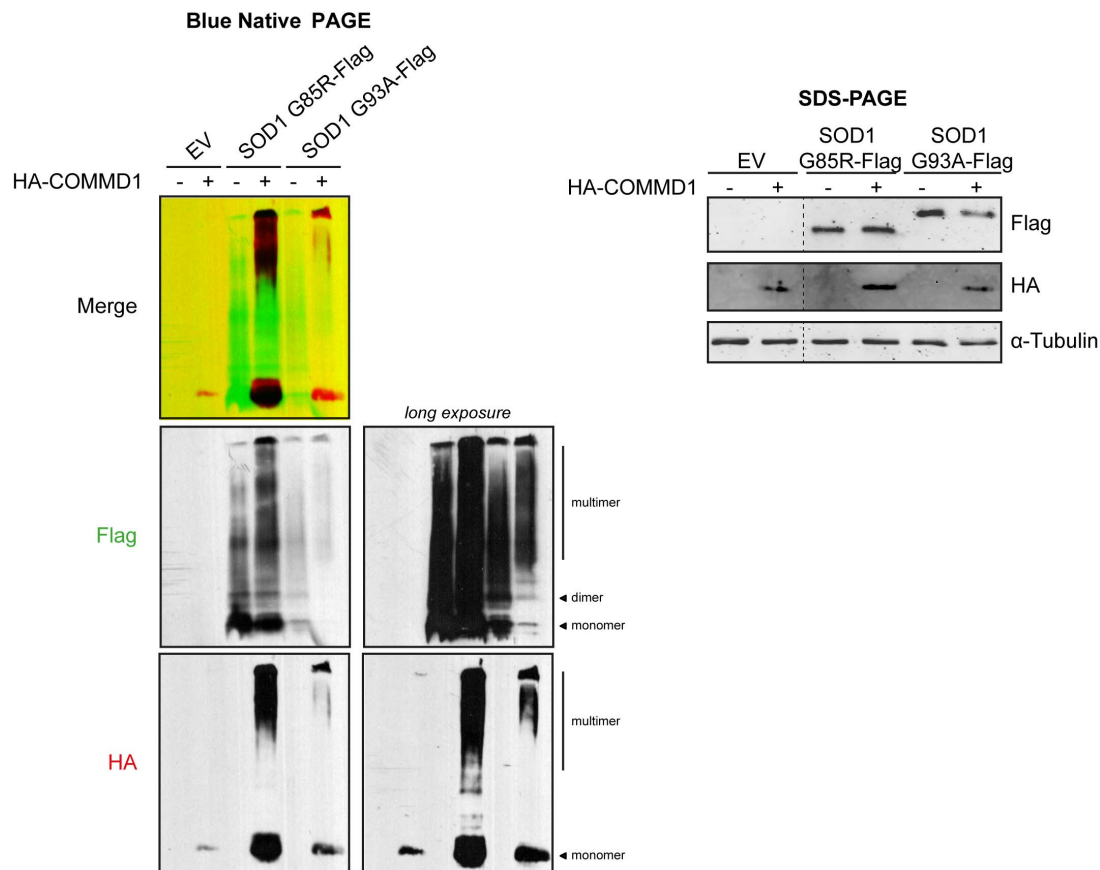 Blue Native PAGE
EV
SOD1 G85R-Flag
SOD1 G93A-Flag
HA-COMMD1
- + - + - +
Merge
long exposure
Flag
multimer
dimer
monomer
HA
multimer
monomer
SDS-PAGE
EV
SOD1
G85R-Flag
SOD1
G93A-Flag
HA-COMMD1
- + - + - +
Flag
HA
α-Tubulin